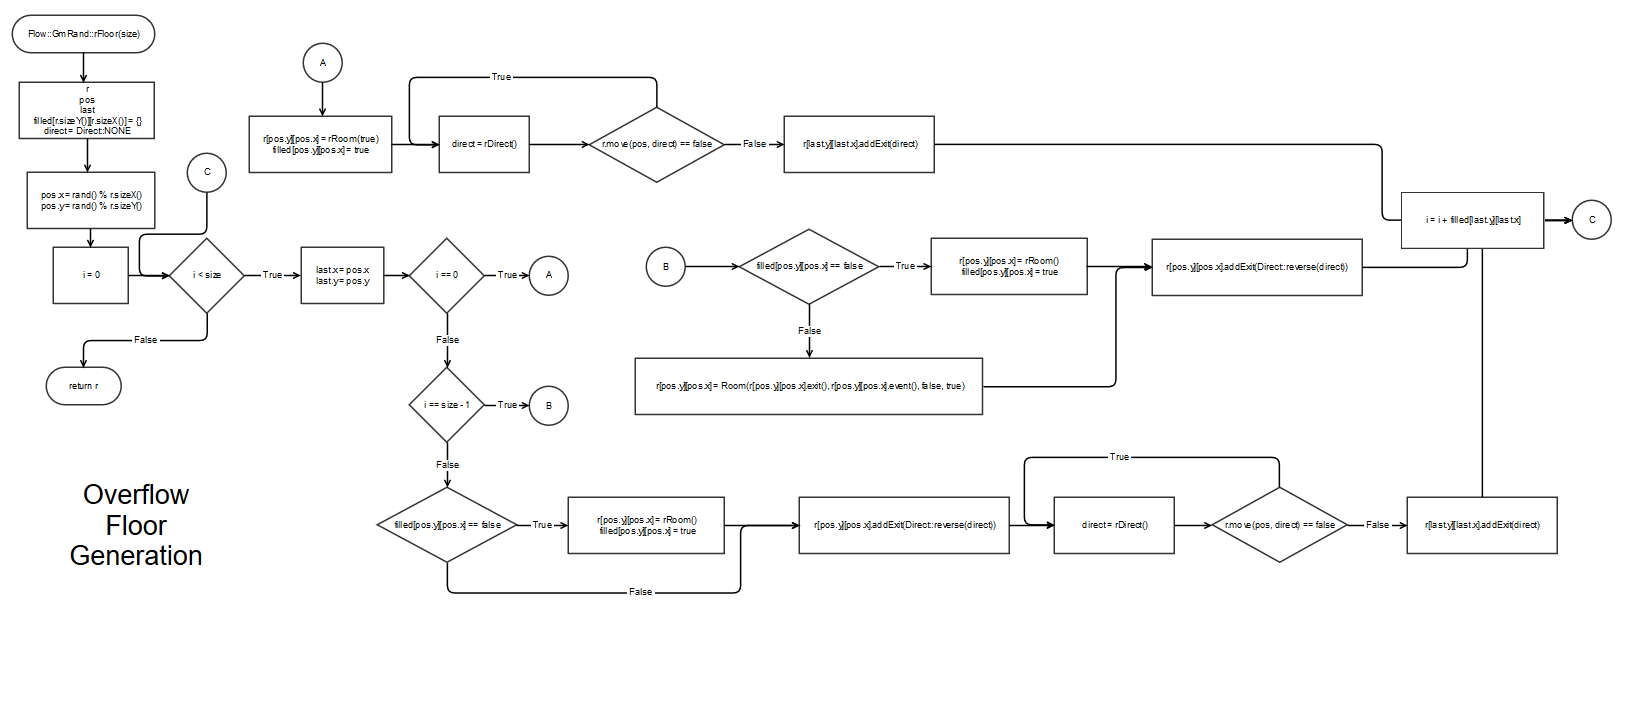 Flow::GmRand::rFloor(size)
r
pos
last
filled[r.sizeY()][r.sizeX()] = {}
direct = Direct::NONE
pos.x = rand() % r.sizeX()
pos.y = rand() % r.sizeY()
C
i = 0
i < size
True
False
return r
last.x = pos.x
last.y = pos.y
i == 0
True
A
False
i == size - 1
True
B
False
A
r[pos.y][pos.x] = rRoom(true)
filled[pos.y][pos.x] = true
True
direct = rDirect()
r.move(pos, direct) == false
False
r[last.y][last.x].addExit(direct)
i = i + filled[last.y][last.x]
C
B
filled[pos.y][pos.x] == false
True
r[pos.y][pos.x] = rRoom()
filled[pos.y][pos.x] = true
r[pos.y][pos.x].addExit(Direct::reverse(direct))
False
r[pos.y][pos.x] = Room(r[pos.y][pos.x].exit(), r[pos.y][pos.x].event(), false, true)
filled[pos.y][pos.x] == false
True
r[pos.y][pos.x] = rRoom()
filled[pos.y][pos.x] = true
False
r[pos.y][pos.x].addExit(Direct::reverse(direct))
True
direct = rDirect()
r.move(pos, direct) == false
False
r[last.y][last.x].addExit(direct)
Overflow
Floor
Generation